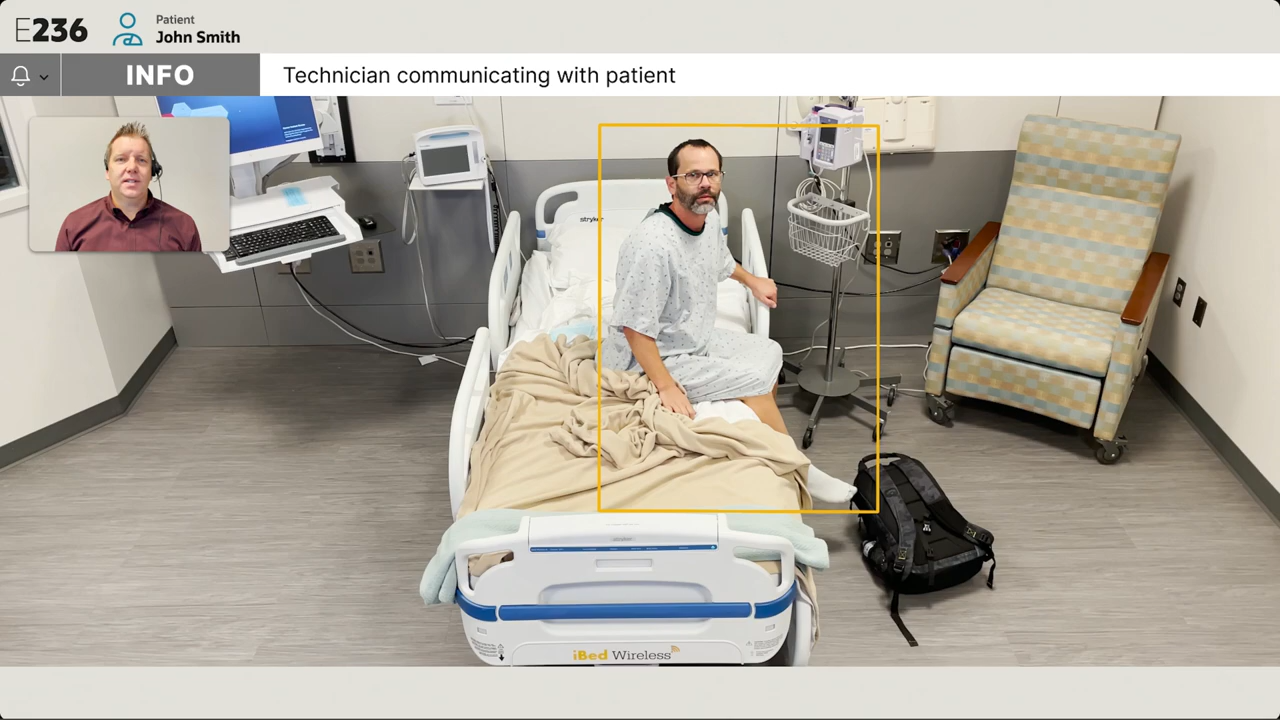 E236
Patient
John Smith
INFO
Technician communicating with patient
stryker
iBed Wireless